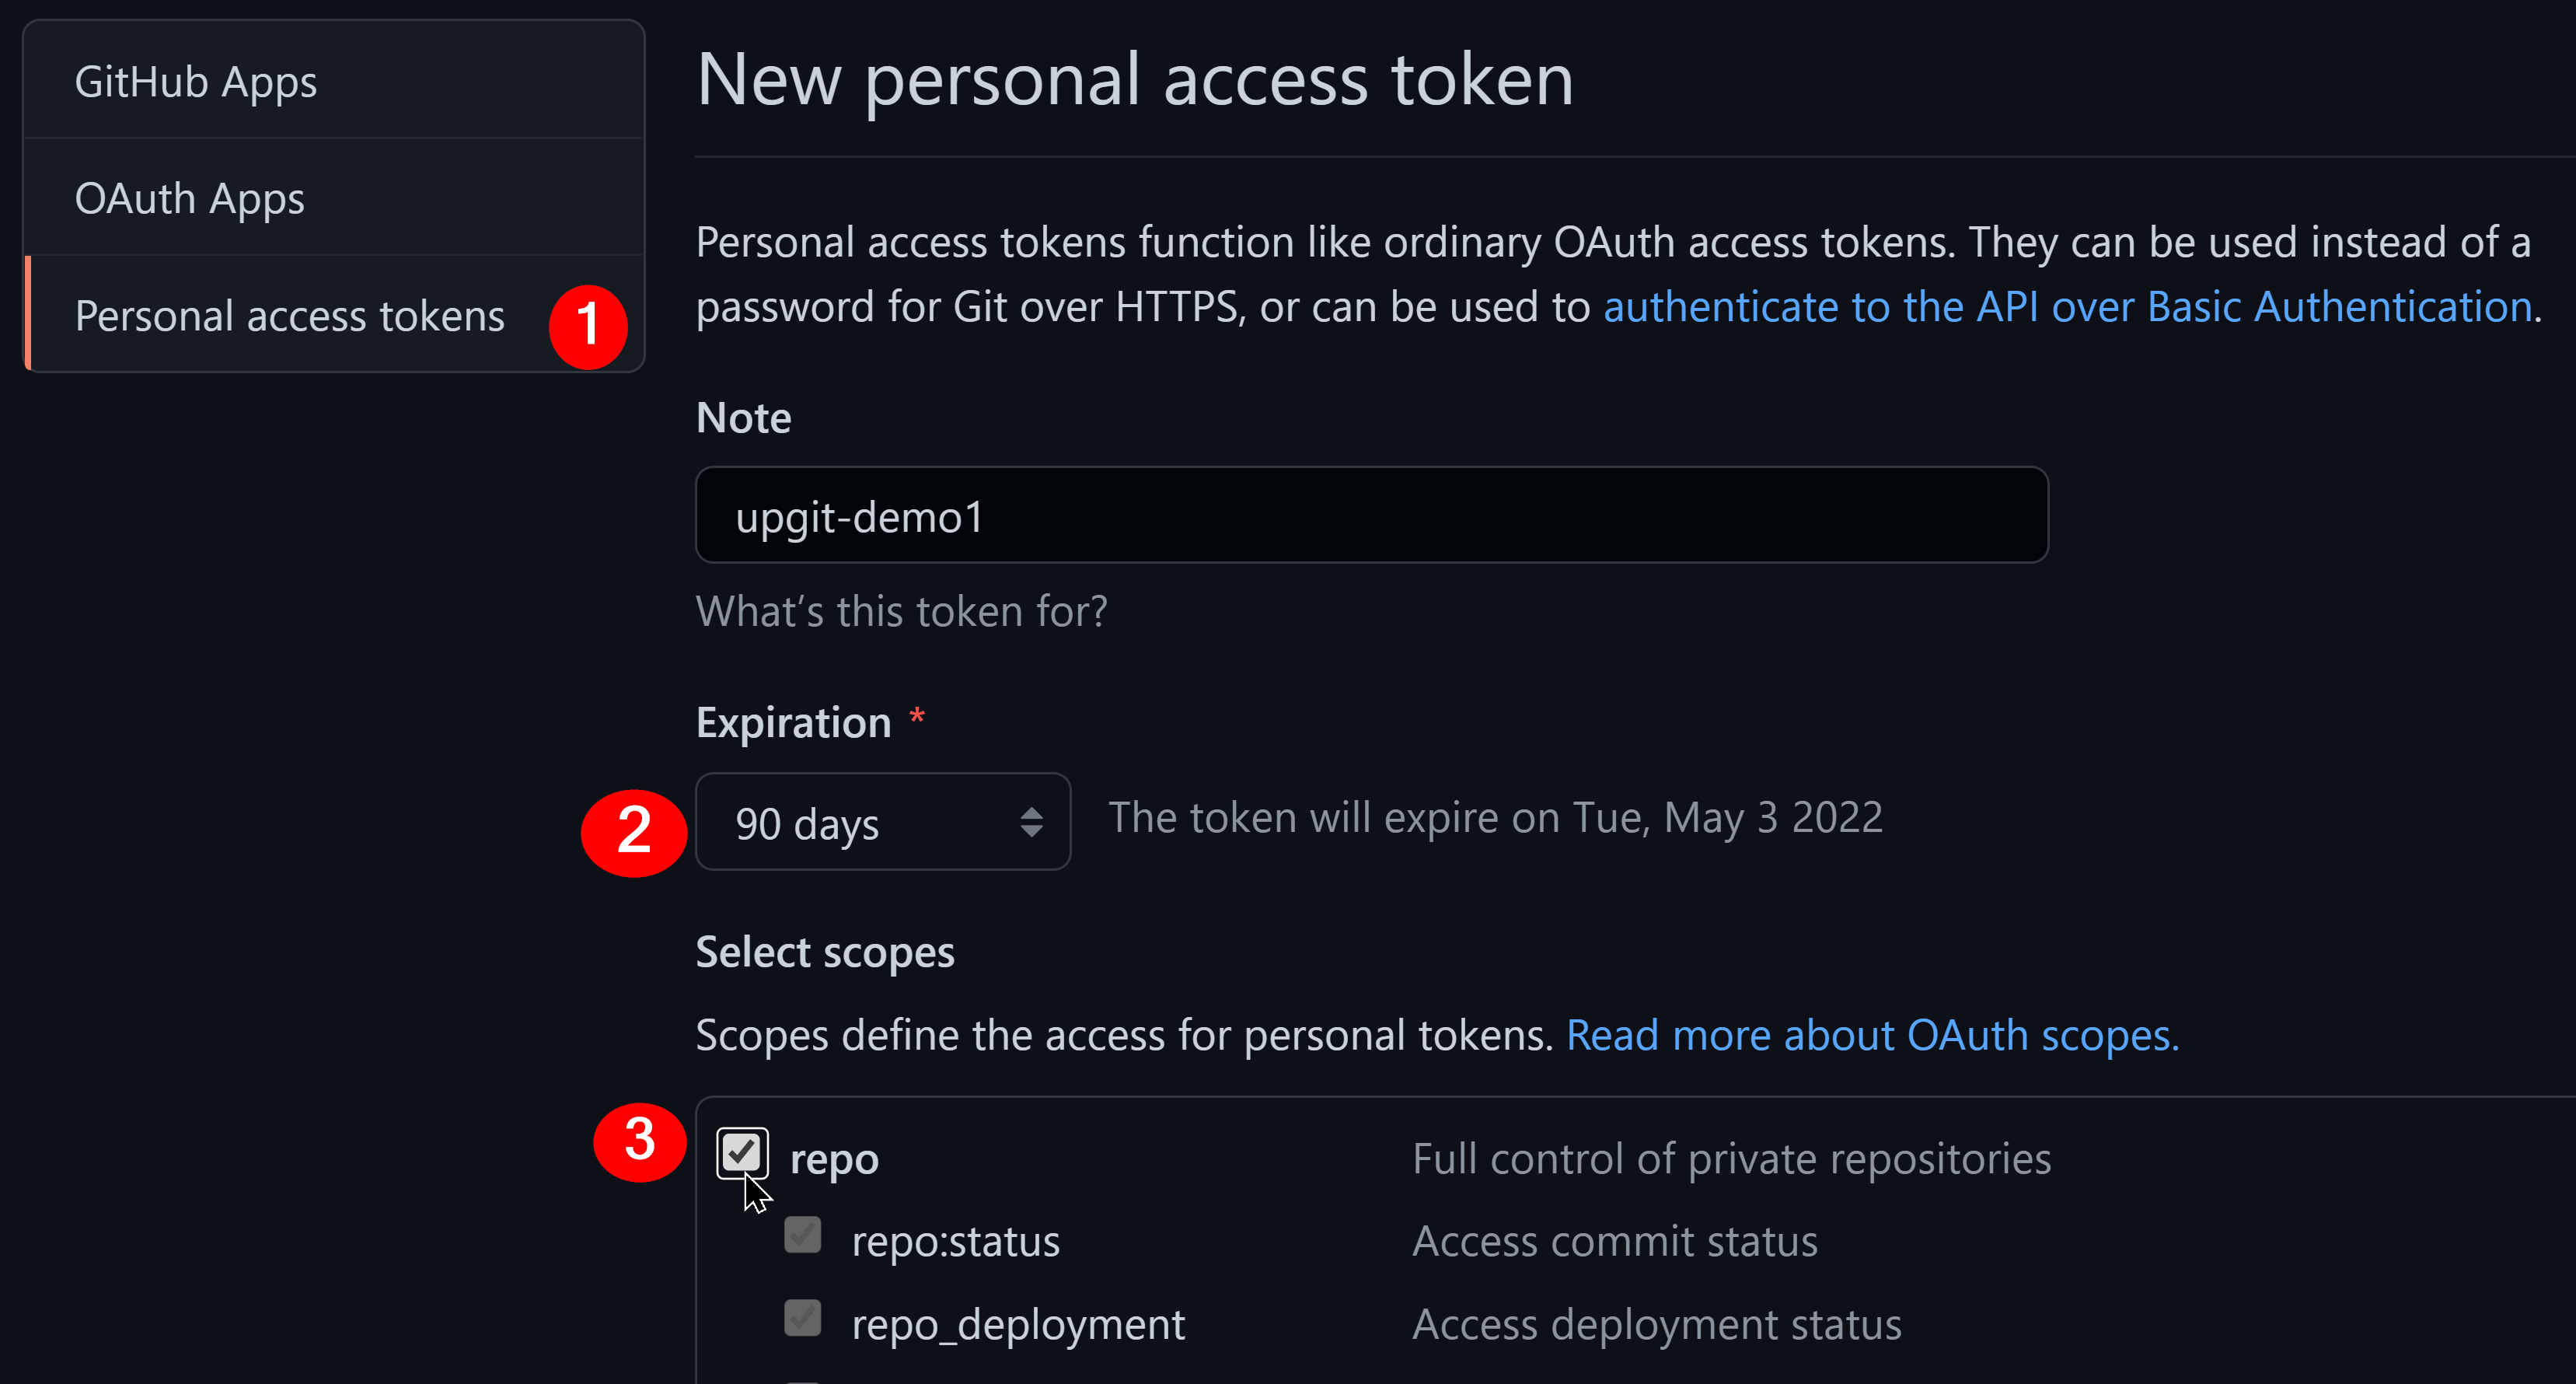 GitHub Apps
OAuth Apps
Personal access tokens
1
New personal access token
Personal access tokens function like ordinary OAuth access tokens. They can be used instead of a
password for Git over HTTPS, or can be used to authenticate to the API over Basic Authentication.
Note
upgit-demo1
What’s this token for?
Expiration *
2
90 days
The token will expire on Tue, May 3 2022
Select scopes
Scopes define the access for personal tokens. Read more about OAuth scopes.
3
repo
Full control of private repositories
repo:status
Access commit status
repo_deployment
Access deployment status